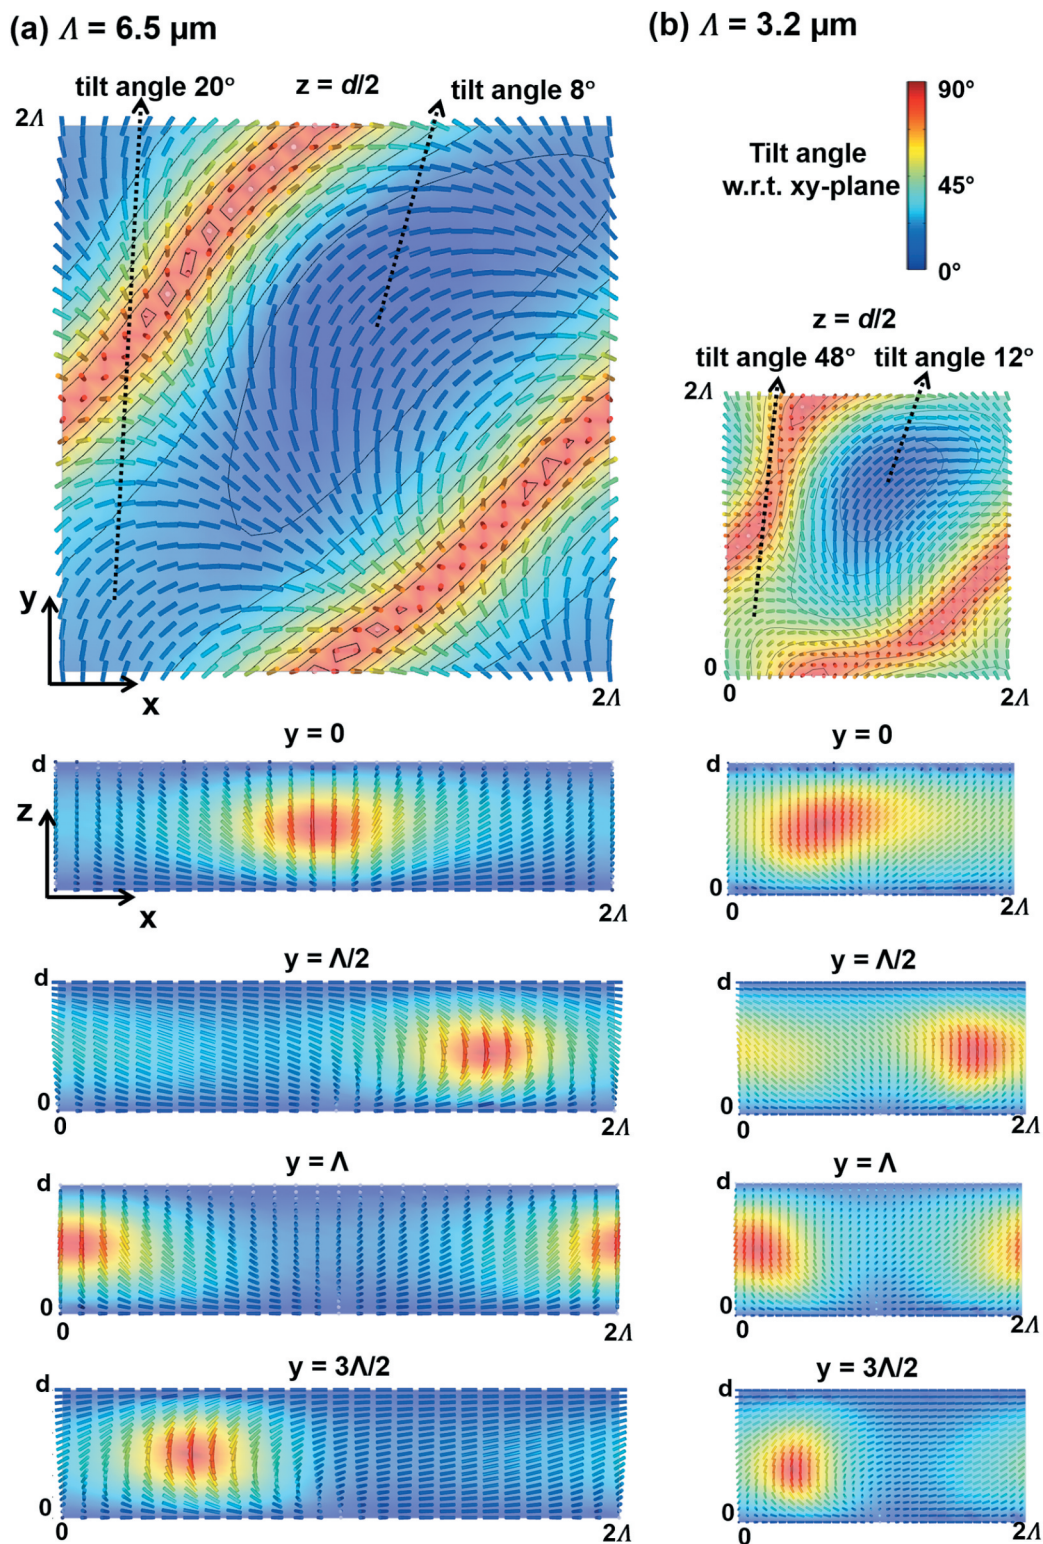 (a) Λ = 6.5 μm
tilt angle 20°
z = d/2
tilt angle 8°
2Λ
y
x
2Λ
y = 0
d
z
0
x
2Λ
y = Λ/2
d
0
0
2Λ
y = Λ
d
0
0
2Λ
y = 3Λ/2
d
0
0
2Λ
(b) Λ = 3.2 μm
90°
Tilt angle
w.r.t. xy-plane
45°
0°
z = d/2
tilt angle 48°
tilt angle 12°
2Λ
0
0
2Λ
y = 0
d
0
0
2Λ
y = Λ/2
d
0
0
2Λ
y = Λ
d
0
0
2Λ
y = 3Λ/2
d
0
0
2Λ